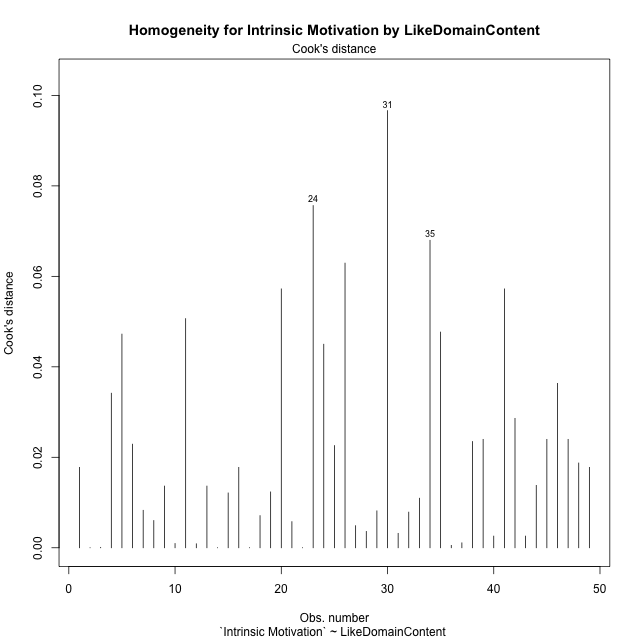 Homogeneity for Intrinsic Motivation by LikeDomainContent
Cook's distance
Cook's distance
0.10
0.08
0.06
0.04
0.02
0.00
31
24
35
0 10 20 30 40 50
Obs. number
`Intrinsic Motivation` ~ LikeDomainContent